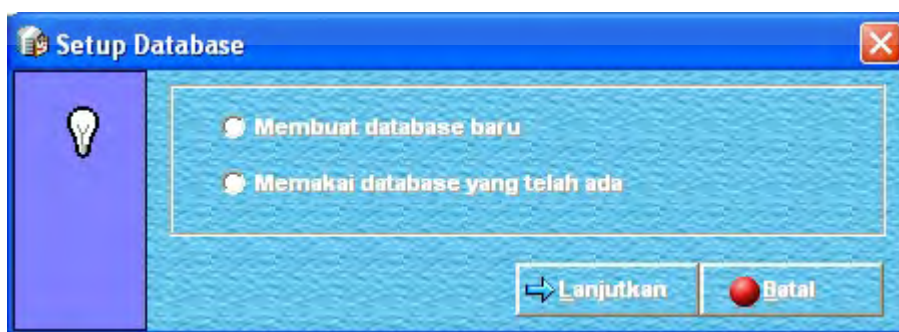 Setup Database
Membuat database baru
Memakai database yang telah ada
Lanjutkan
Batal